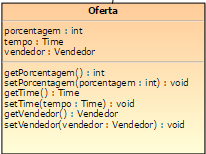 Oferta
porcentagem : int
tempo : Time
vendedor : Vendedor
getPorcentagem() : int
setPorcentagem(porcentagem : int) : void
getTime() : Time
setTime(tempo : Time) : void
getVendedor() : Vendedor
setVendedor(vendedor : Vendedor) : void